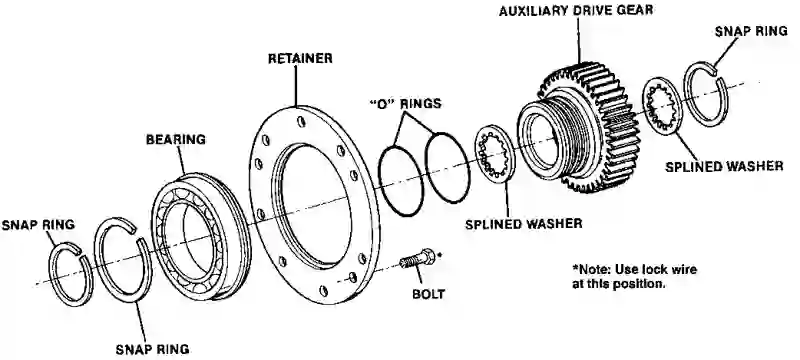 AUXILIARY DRIVE GEAR
SNAP RING
RETAINER
"O" RINGS
BEARING
SPLINED WASHER
SNAP RING
SPLINED WASHER
*
*Note: Use lock wire
at this position.
BOLT
SNAP RING